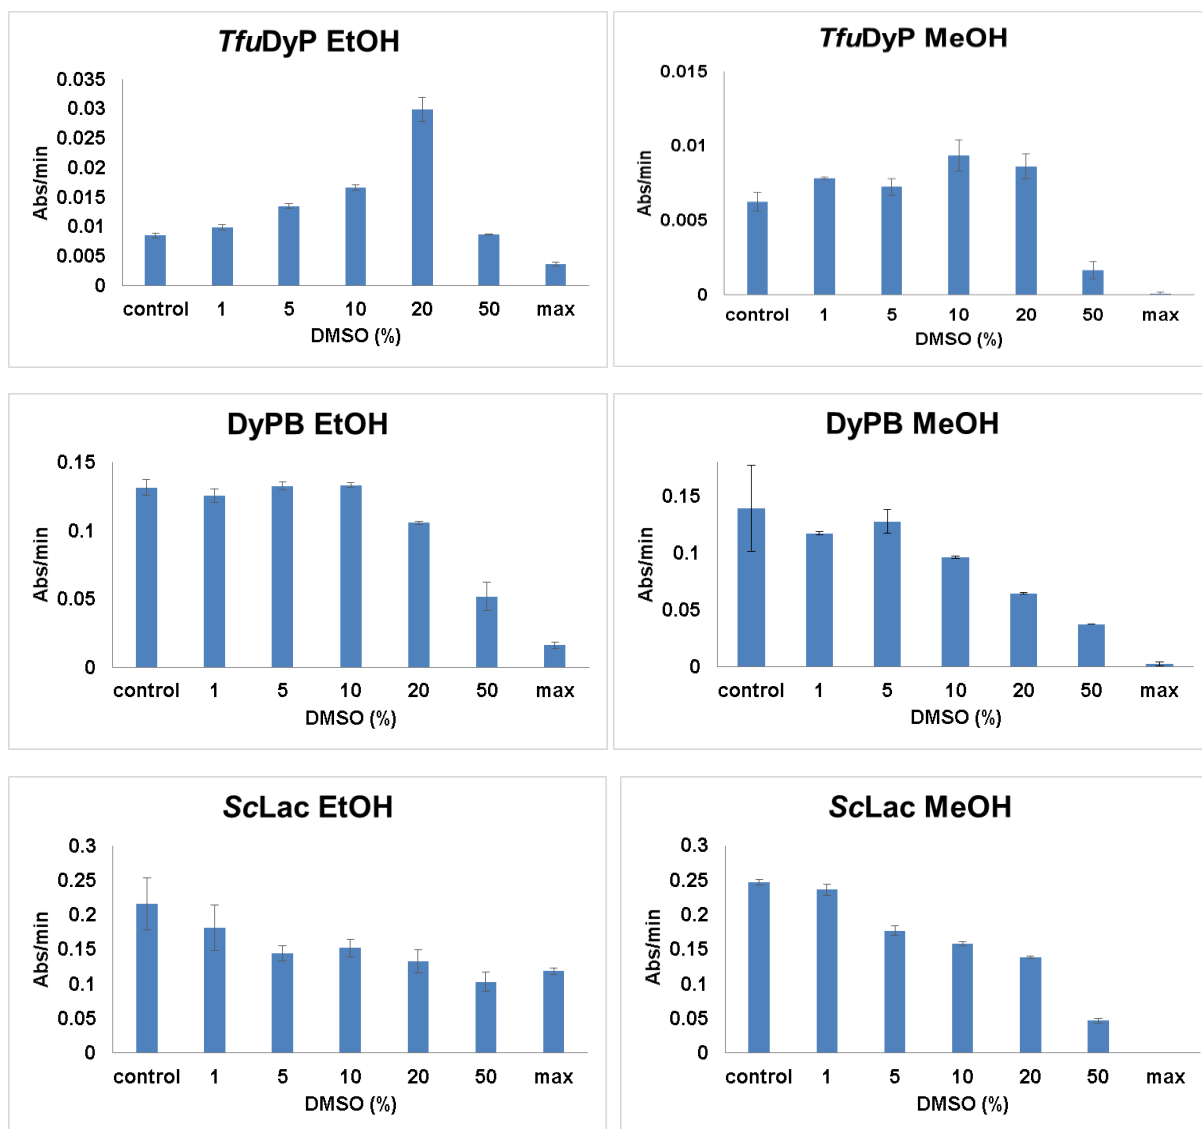 TfuDyP EtOH
0.035
0.03
0.025
0.02
0.015
0.01
0.005
0
Abs/min
control 1 5 10 20 50 max
DMSO (%)
TfuDyP MeOH
0.015
0.01
0.005
0
Abs/min
control 1 5 10 20 50 max
DMSO (%)
DyPB EtOH
0.15
0.1
0.05
0
Abs/min
control 1 5 10 20 50 max
DMSO (%)
DyPB MeOH
0.15
0.1
0.05
0
Abs/min
control 1 5 10 20 50 max
DMSO (%)
ScLac EtOH
0.3
0.25
0.2
0.15
0.1
0.05
0
Abs/min
control 1 5 10 20 50 max
DMSO (%)
ScLac MeOH
0.3
0.25
0.2
0.15
0.1
0.05
0
Abs/min
control 1 5 10 20 50 max
DMSO (%)